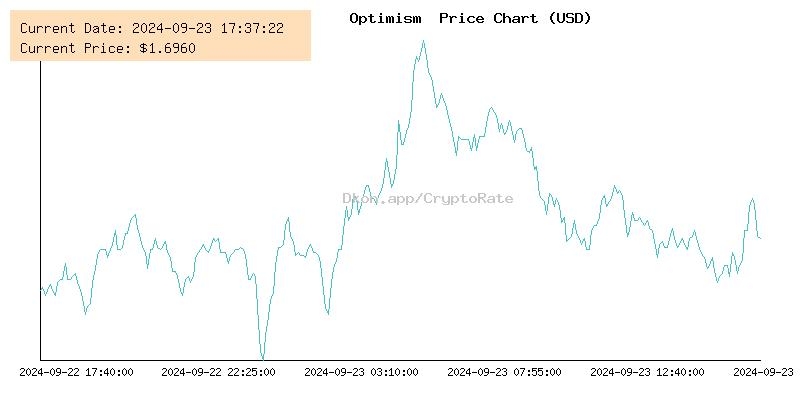 Optimism  Price Chart (USD)
Current Date: 2024-09-23 17:37:22
Current Price: $1.6960
Dkon.app/CryptoRate
2024-09-22 17:40:00 2024-09-22 22:25:00 2024-09-23 03:10:00 2024-09-23 07:55:00 2024-09-23 12:40:00 2024-09-23